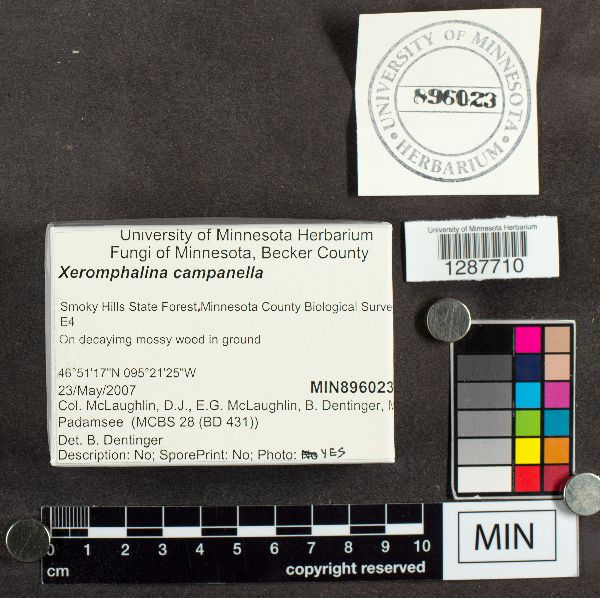 UNIVERSITY OF MINNESOTA
896023
HERBARIUM
University of Minnesota Herbarium
1287710
University of Minnesota Herbarium
Fungi of Minnesota, Becker County
Xeromphalina campanella
Smoky Hills State Forest,Minnesota County Biological Surve
E4
On decayimg mossy wood in ground
46°51'17"N 095°21'25"W
23/May/2007 MIN896023
Col. McLaughlin, D.J., E.G. McLaughlin, B. Dentinger, M
Padamsee (MCBS 28 (BD 431))
Det. B. Dentinger
Description: No; SporePrint: No; Photo: No YES
0 1 2 3 4 5 6 7 8 9 10
cm copyright reserved
MIN